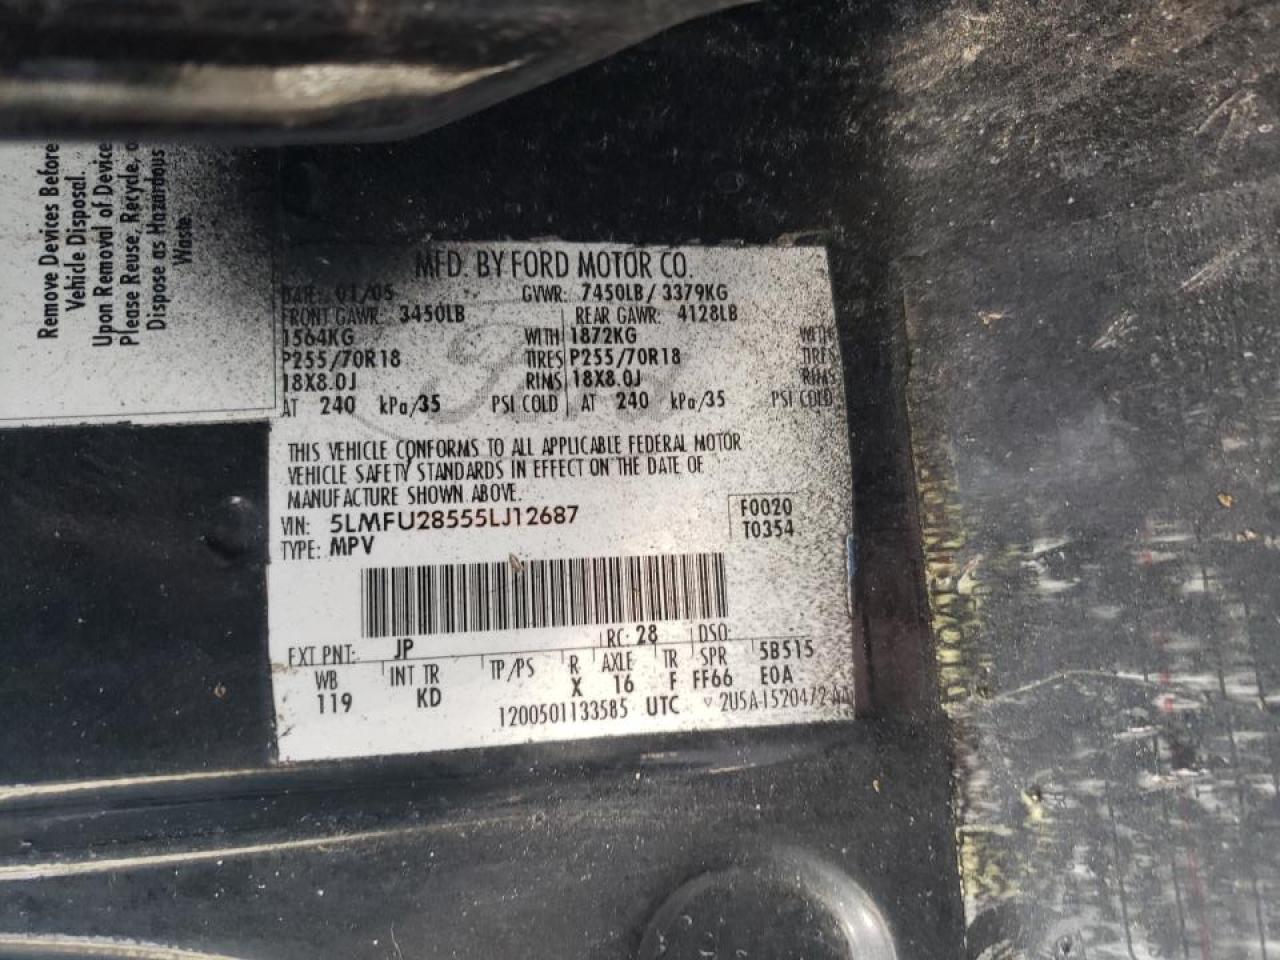 Remove Devices Before
Vehicle Disposal.
Upon Removal of Device
Please Reuse, Recycle, o
Dispose as Hazardous
Waste.
MFD. BY FORD MOTOR CO.
DATE: 01/05 GVWR: 7450LB/ 3379KG
FRONT GAWR: 3450LB REAR GAWR: 4128LB
1564KG WITH 1872KG WITH
P255/70R18 TIRES P255/70R18 TIRES
18X8.0J RIMS 18X8.0J RIMS
AT 240 kPa/35 PSI COLD AT 240 kPa/35 PSI COLD
THIS VEHICLE CONFORMS TO ALL APPLICABLE FEDERAL MOTOR
VEHICLE SAFETY STANDARDS IN EFFECT ON THE DATE OF
MANUFACTURE SHOWN ABOVE.
VIN: 5LMFU28555LJ12687 F0020
TYPE: MPV T0354
EXT PNT: JP RC: 28 DSO:
WB INT TR TP/PS R AXLE TR SPR 5B515
119 KD X 16 F FF66 E0A
1200501133585 UTC ▽ 2U5A-1520472-AA